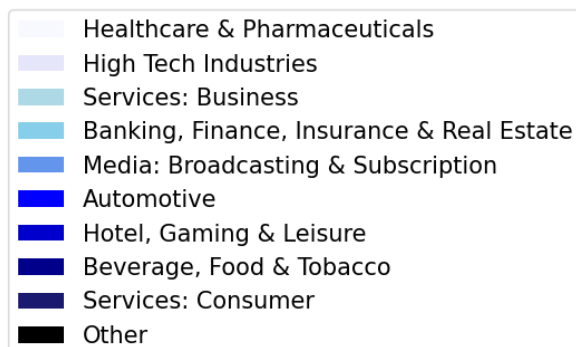 Healthcare & Pharmaceuticals
High Tech Industries
Services: Business
Banking, Finance, Insurance & Real Estate
Media: Broadcasting & Subscription
Automotive
Hotel, Gaming & Leisure
Beverage, Food & Tobacco
Services: Consumer
Other